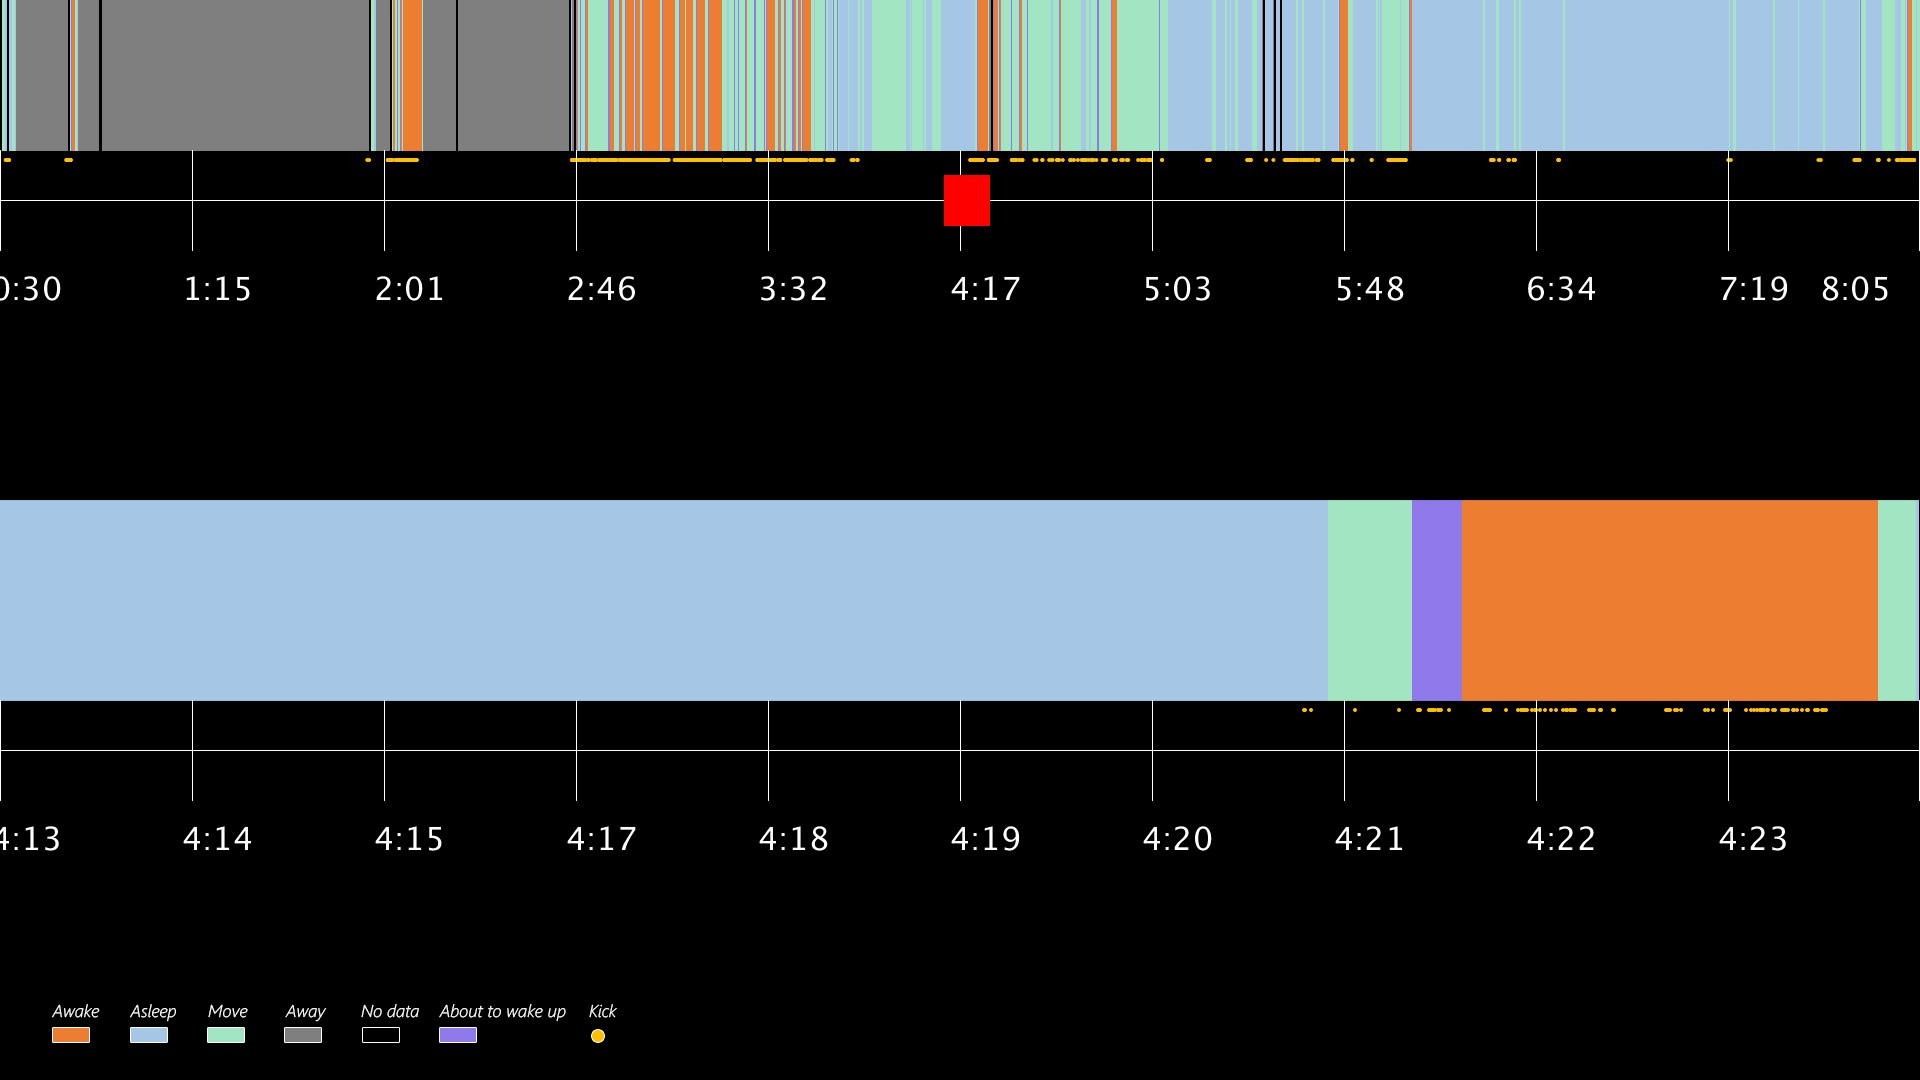 0:30 1:15 2:01 2:46 3:32 4:17 5:03 5:48 6:34 7:19 8:05
4:13 4:14 4:15 4:17 4:18 4:19 4:20 4:21 4:22 4:23
Awake Asleep Move Away No data About to wake up Kick